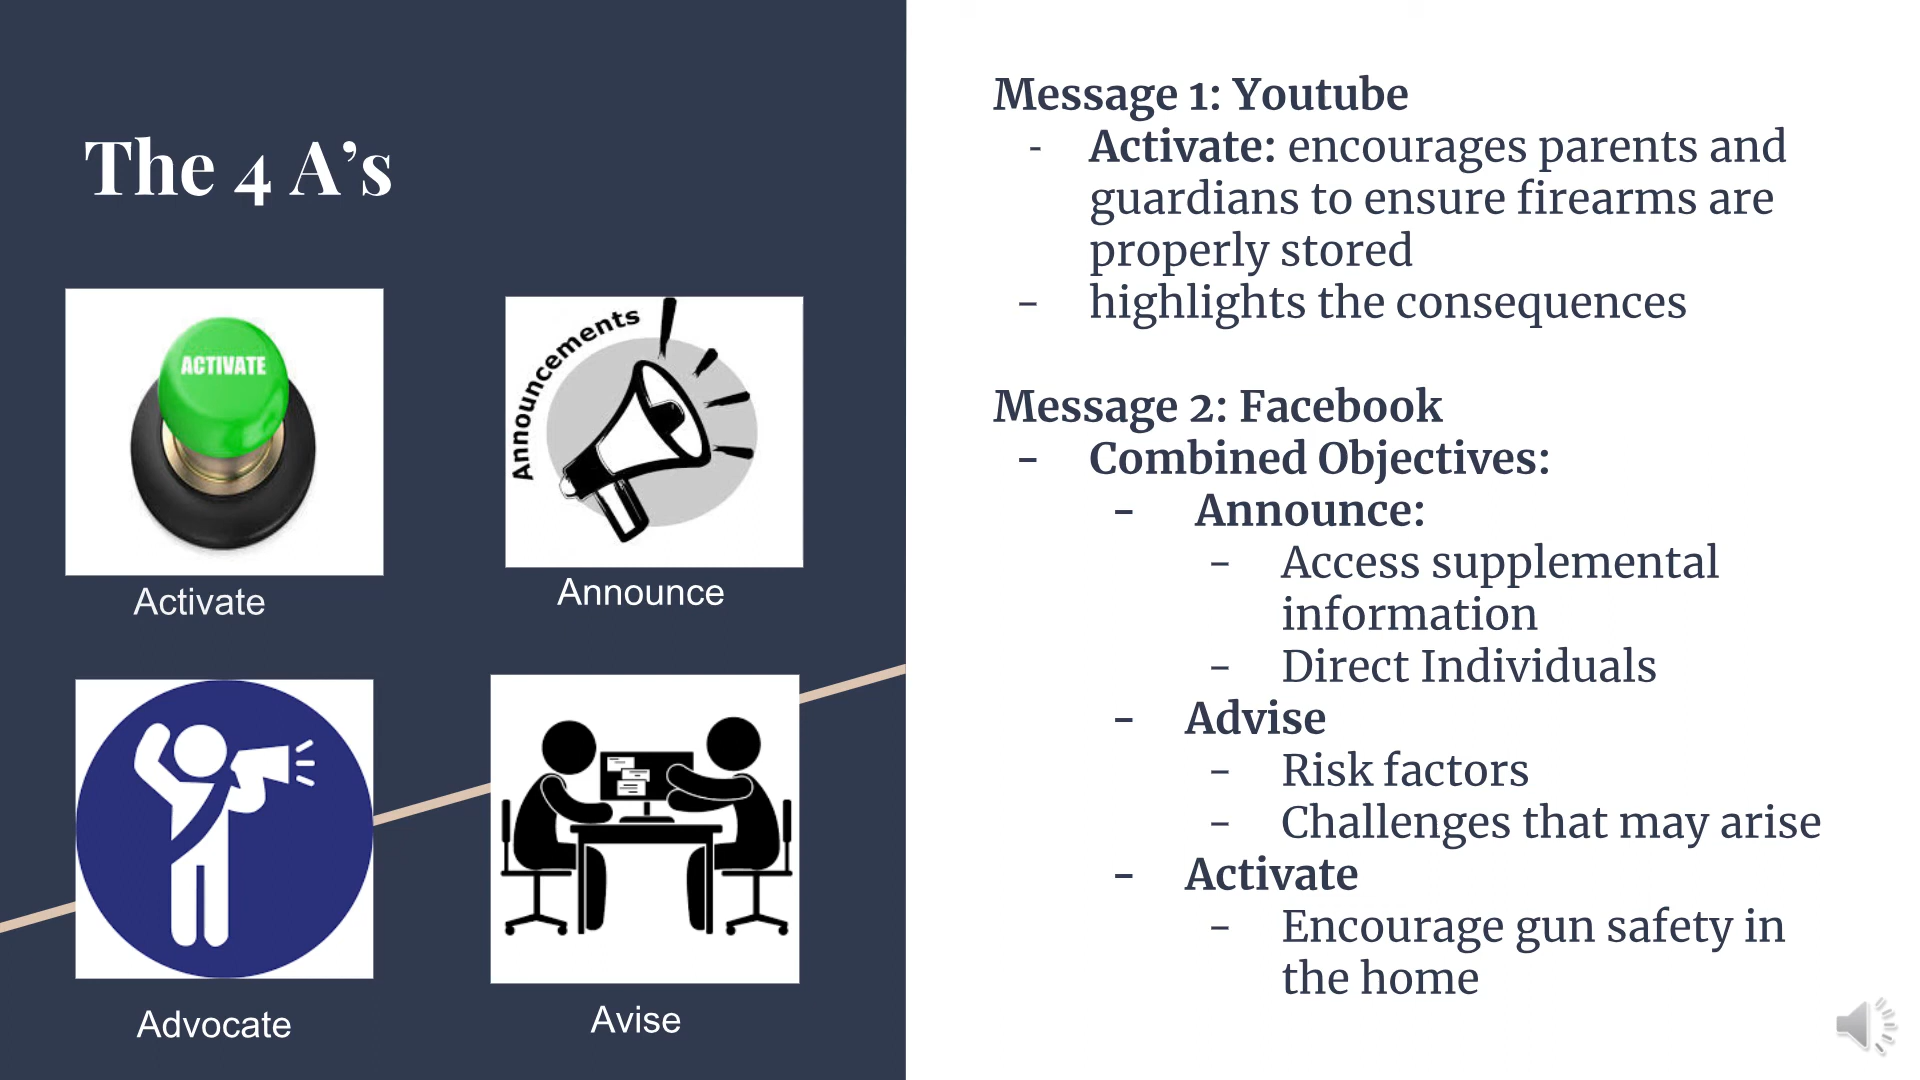 The 4 A’s
ACTIVATE
Activate
Announcements
Announce
Advocate
Avise
Message 1: Youtube
- Activate: encourages parents and
guardians to ensure firearms are
properly stored
- highlights the consequences
Message 2: Facebook
- Combined Objectives:
- Announce:
- Access supplemental
information
- Direct Individuals
- Advise
- Risk factors
- Challenges that may arise
- Activate
- Encourage gun safety in
the home